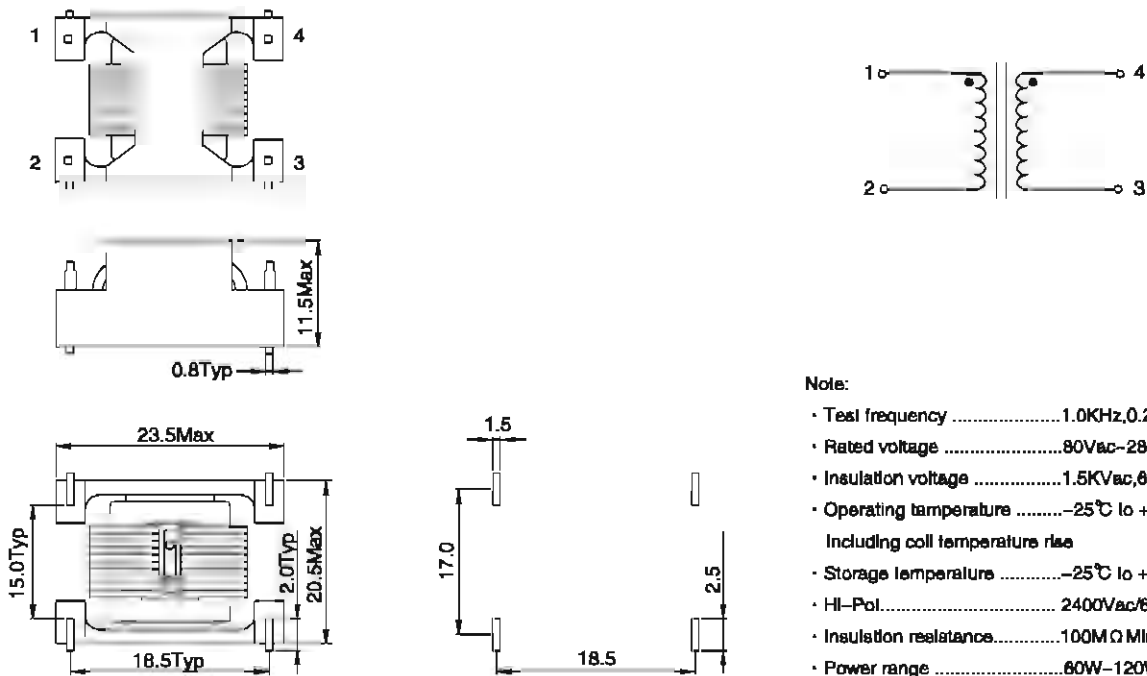 1
4
2
3
11.5Max
0.8Typ
23.5Max
15.0Typ
2.0Typ
20.5Max
18.5Typ
1.5
17.0
2.5
18.5
1
4
2
3
Note:
· Test frequency ....................1.0KHz,0.2
· Rated voltage ......................80Vac~28
· Insulation voltage .................1.5KVac,6
· Operating temperature .........-25℃ to +
Including coil temperature rise
· Storage temperature ...........-25℃ to +
· HI-Pot.............................. 2400Vac/6
· Insulation resistance............100MΩ Min
· Power range ......................60W~120W